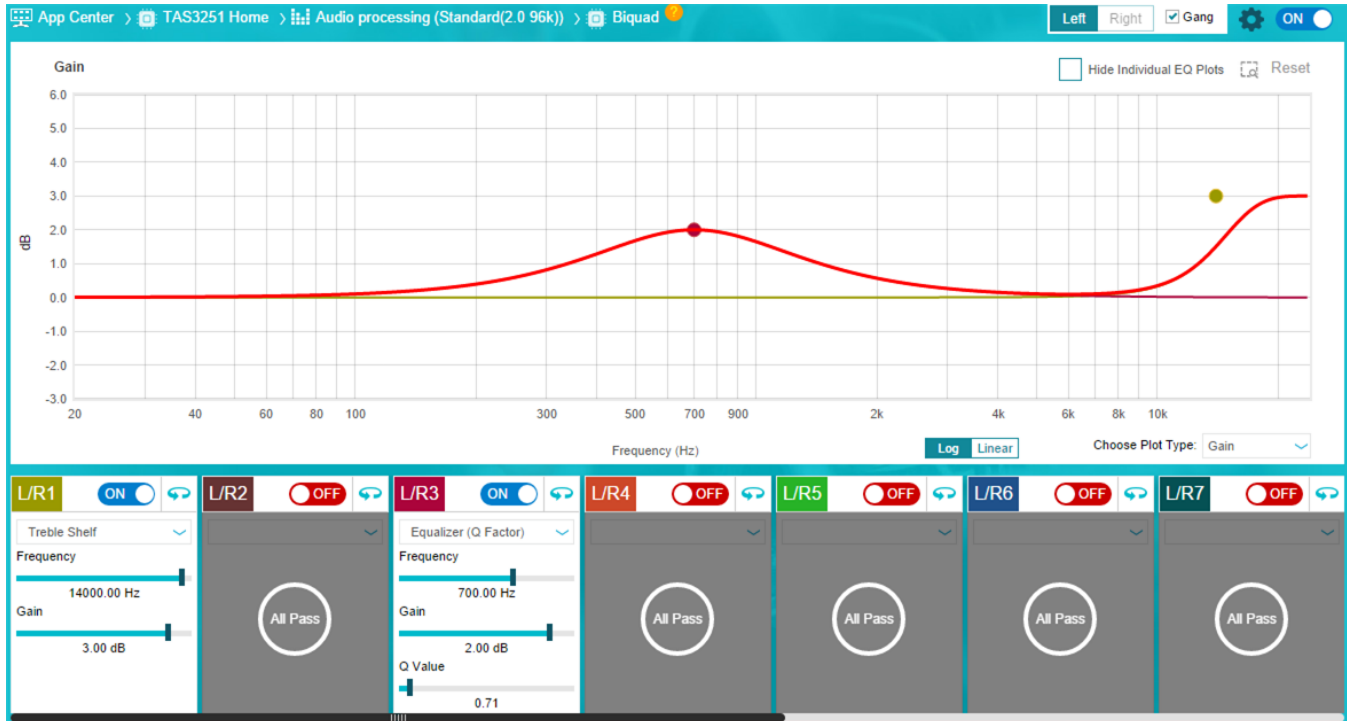 App Center > TAS3251 Home > Audio processing (Standard(2.0 96k)) > Biquad ? Left Right Gang ON
Gain
Hide Individual EQ Plots Reset
6.0
5.0
4.0
3.0
2.0
1.0
0.0
-1.0
-2.0
-3.0
dB
20 40 60 80 100 300 500 700 900 2k 4k 6k 8k 10k
Frequency (Hz)
Log Linear
Choose Plot Type: Gain
L/R1 ON
Treble Shelf
Frequency
14000.00 Hz
Gain
3.00 dB
L/R2 OFF
All Pass
L/R3 ON
Equalizer (Q Factor)
Frequency
700.00 Hz
Gain
2.00 dB
Q Value
0.71
L/R4 OFF
All Pass
L/R5 OFF
All Pass
L/R6 OFF
All Pass
L/R7 OFF
All Pass